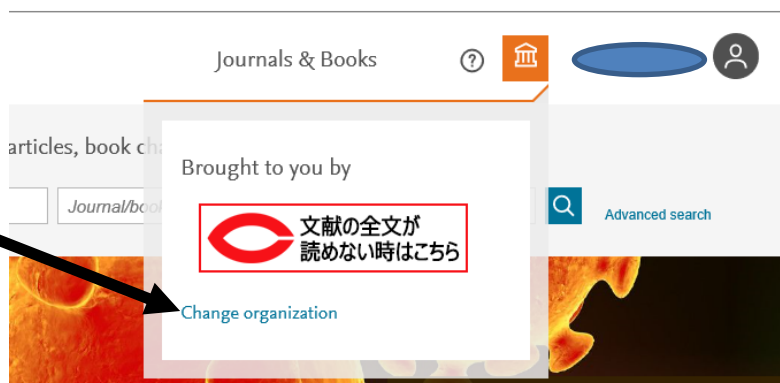 Journals & Books
?
articles, book ch
Brought to you by
Journal/book
Advanced search
文献の全文が
読めない時はこちら
Change organization